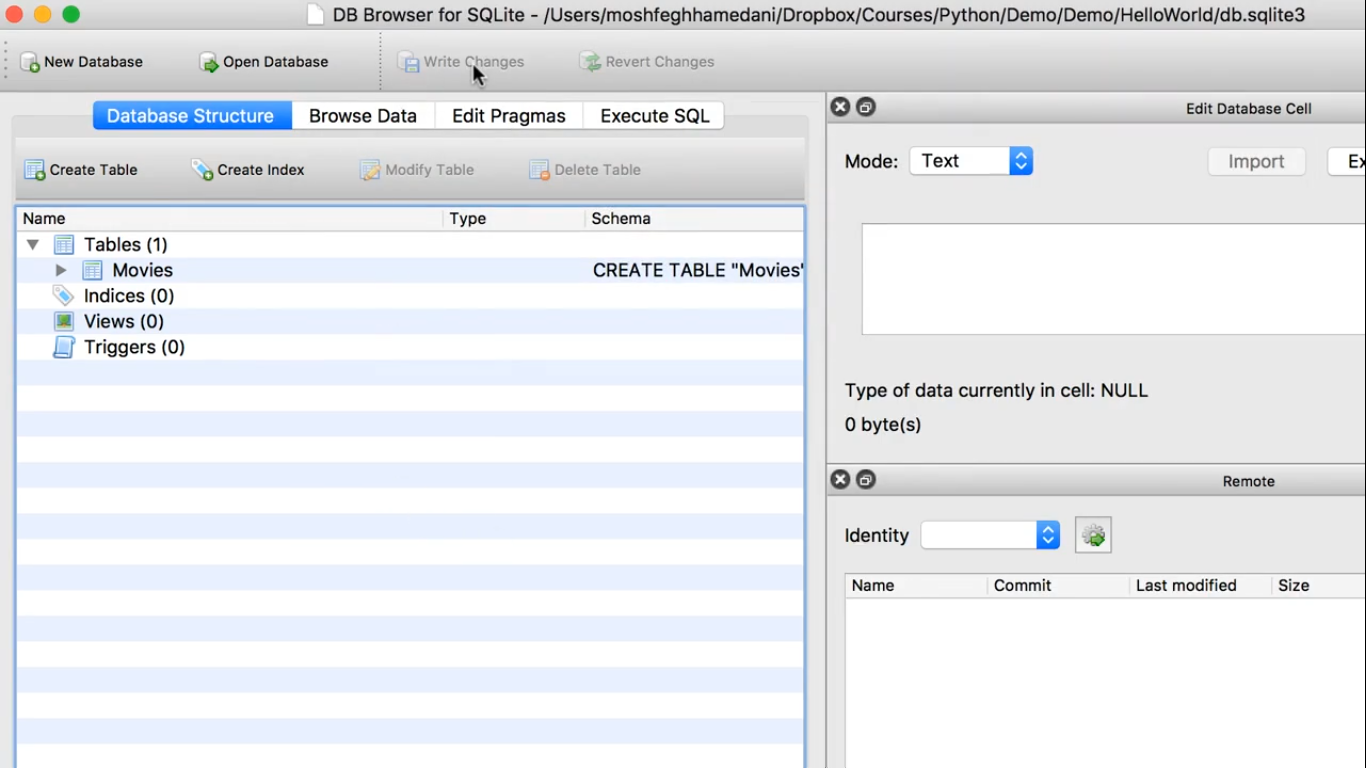 DB Browser for SQLite - /Users/moshfeghhamedani/Dropbox/Courses/Python/Demo/Demo/HelloWorld/db.sqlite3
New Database Open Database Write Changes Revert Changes
Database Structure Browse Data Edit Pragmas Execute SQL
Create Table Create Index Modify Table Delete Table
Name Type Schema
Tables (1)
Movies CREATE TABLE "Movies"
Indices (0)
Views (0)
Triggers (0)
Edit Database Cell
Mode: Text Import Ex
Type of data currently in cell: NULL
0 byte(s)
Remote
Identity
Name Commit Last modified Size